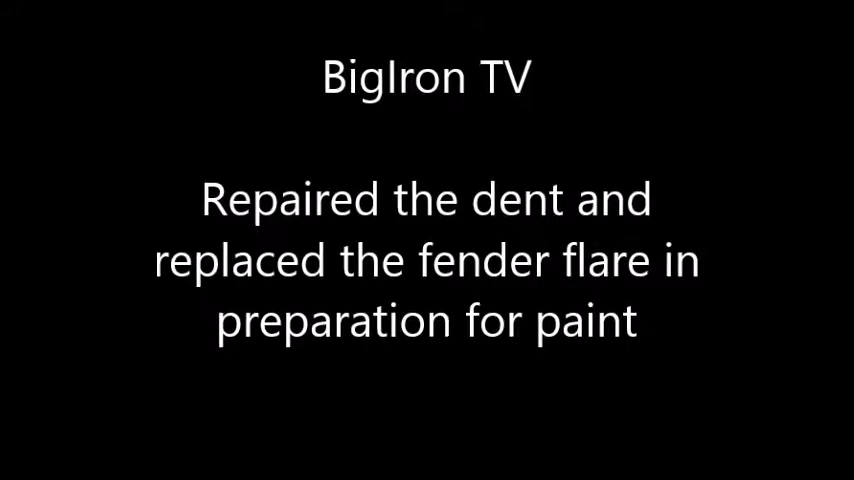 BigIron TV
Repaired the dent and
replaced the fender flare in
preparation for paint